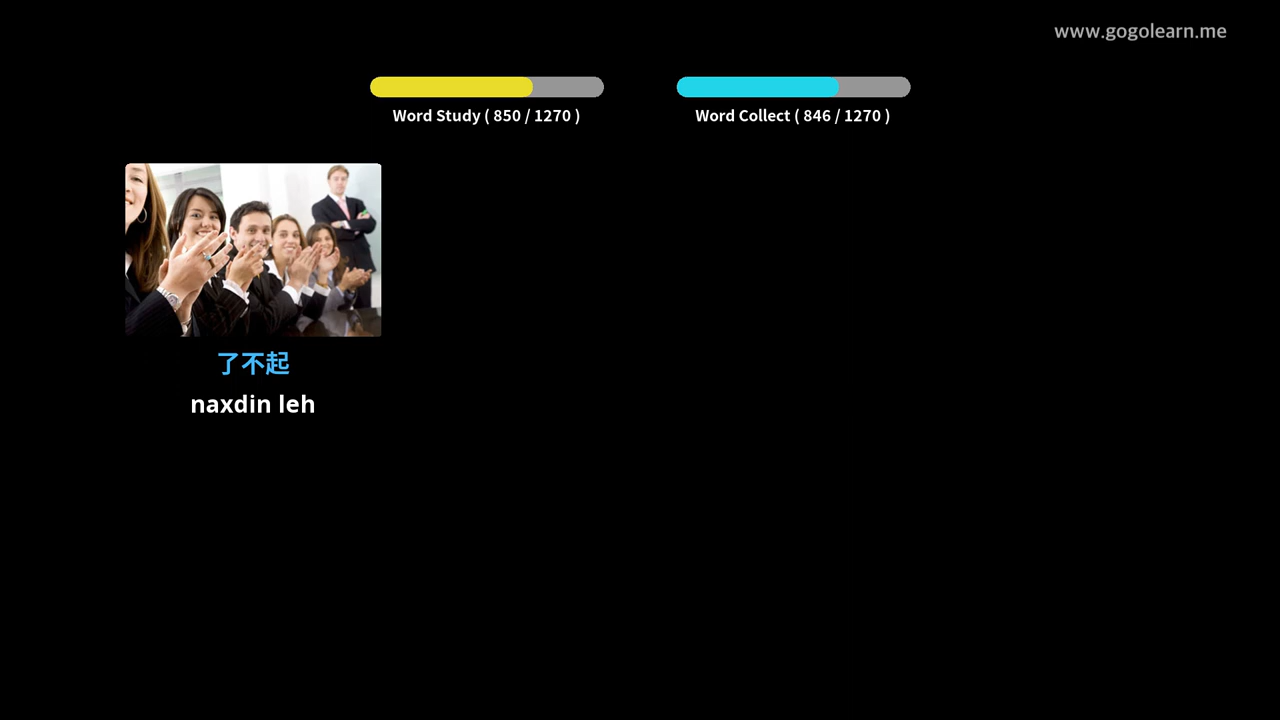 www.gogolearn.me
Word Study ( 850 / 1270 )
Word Collect ( 846 / 1270 )
了不起
naxdin leh